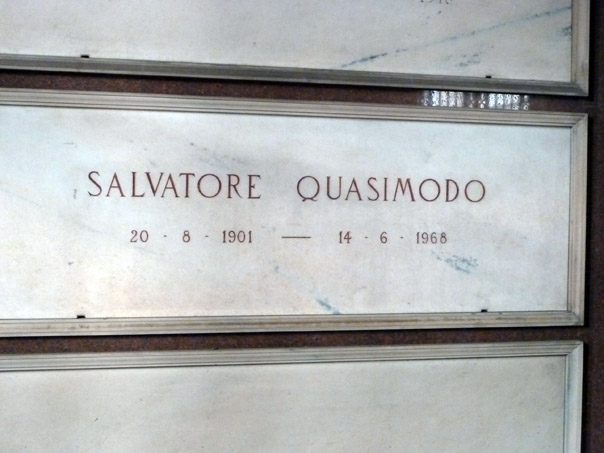 SALVATORE QUASIMODO
20 - 8 - 1901 — 14 - 6 - 1968